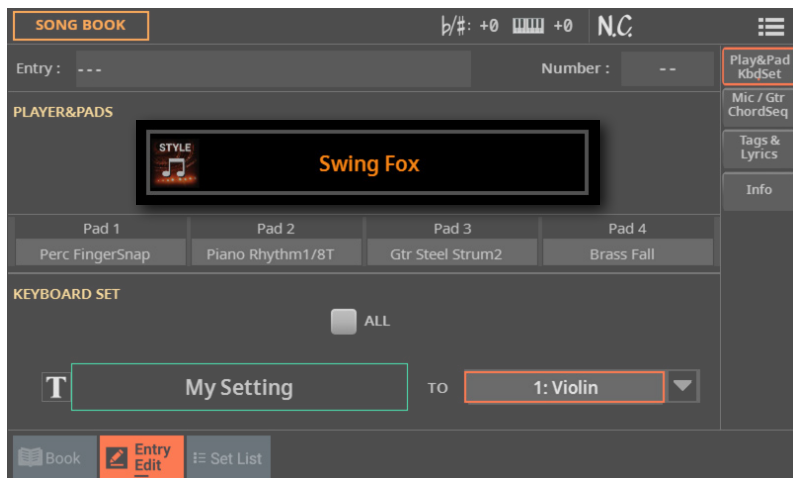 SONG BOOK
♭/#: +0 +0 N.C.
Entry : --- Number : --
Play&Pad
KbdSet
PLAYER&PADS
Mic / Gtr
ChordSeq
STYLE
Swing Fox
Tags &
Lyrics
Info
Pad 1 Pad 2 Pad 3 Pad 4
Perc FingerSnap Piano Rhythm1/8T Gtr Steel Strum2 Brass Fall
KEYBOARD SET
ALL
T My Setting TO 1: Violin
Book Entry
Edit Set List